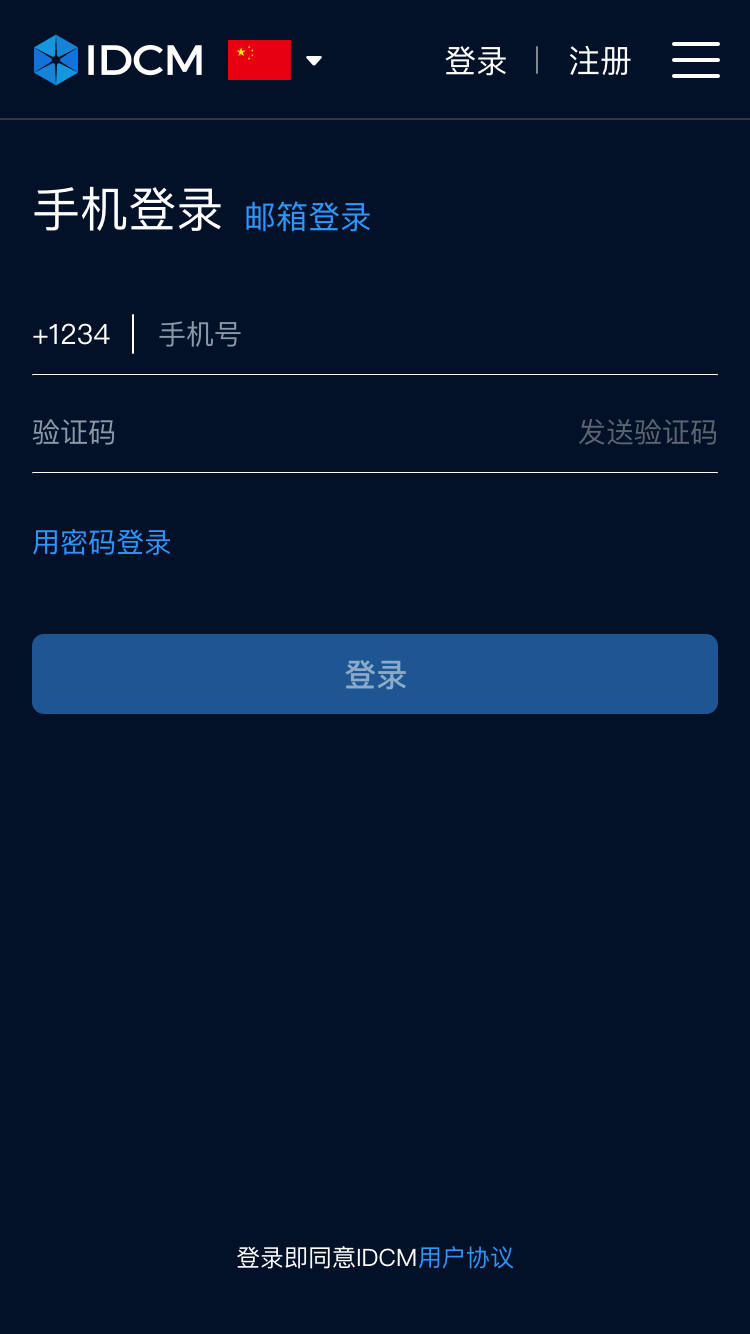 IDCM 登录 注册
手机登录 邮箱登录
+1234 手机号
验证码 发送验证码
用密码登录
登录
登录即同意IDCM用户协议